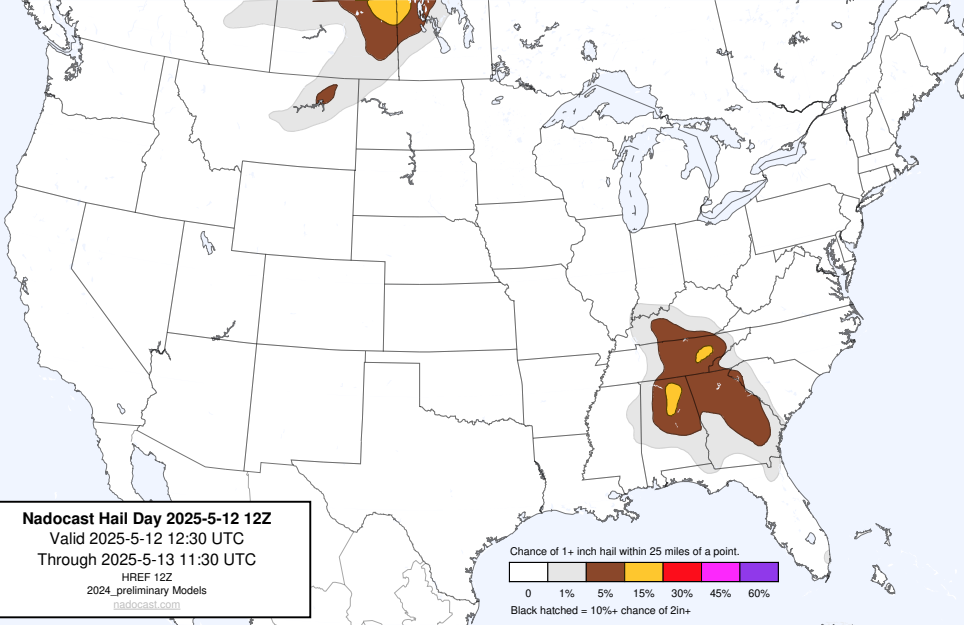 Nadocast Hail Day 2025-5-12 12Z
Valid 2025-5-12 12:30 UTC
Through 2025-5-13 11:30 UTC
HREF 12Z
2024_preliminary Models
nadocast.com
Chance of 1+ inch hail within 25 miles of a point.
0 1% 5% 15% 30% 45% 60%
Black hatched = 10%+ chance of 2in+